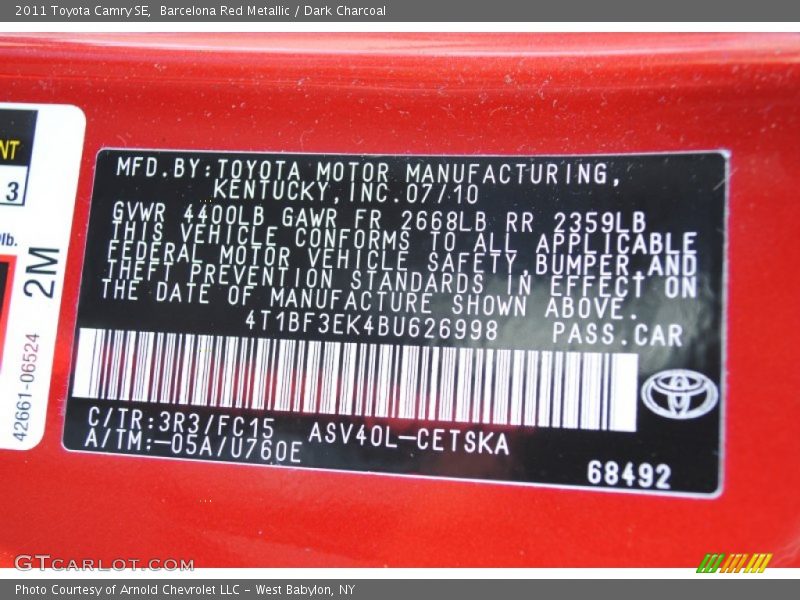 2011 Toyota Camry SE, Barcelona Red Metallic / Dark Charcoal
NT
3
lb.
2M
42661-06524
MFD.BY:TOYOTA MOTOR MANUFACTURING,
KENTUCKY,INC.07/10
GVWR 4400LB GAWR FR 2668LB RR 2359LB
THIS VEHICLE CONFORMS TO ALL APPLICABLE
FEDERAL MOTOR VEHICLE SAFETY,BUMPER,AND
THEFT PREVENTION STANDARDS IN EFFECT ON
THE DATE OF MANUFACTURE SHOWN ABOVE.
4T1BF3EK4BU626998 PASS.CAR
C/TR:3R3/FC15 ASV40L-CETSKA
A/TM:-05A/U760E
68492
GTCARLOT.COM
Photo Courtesy of Arnold Chevrolet LLC - West Babylon, NY